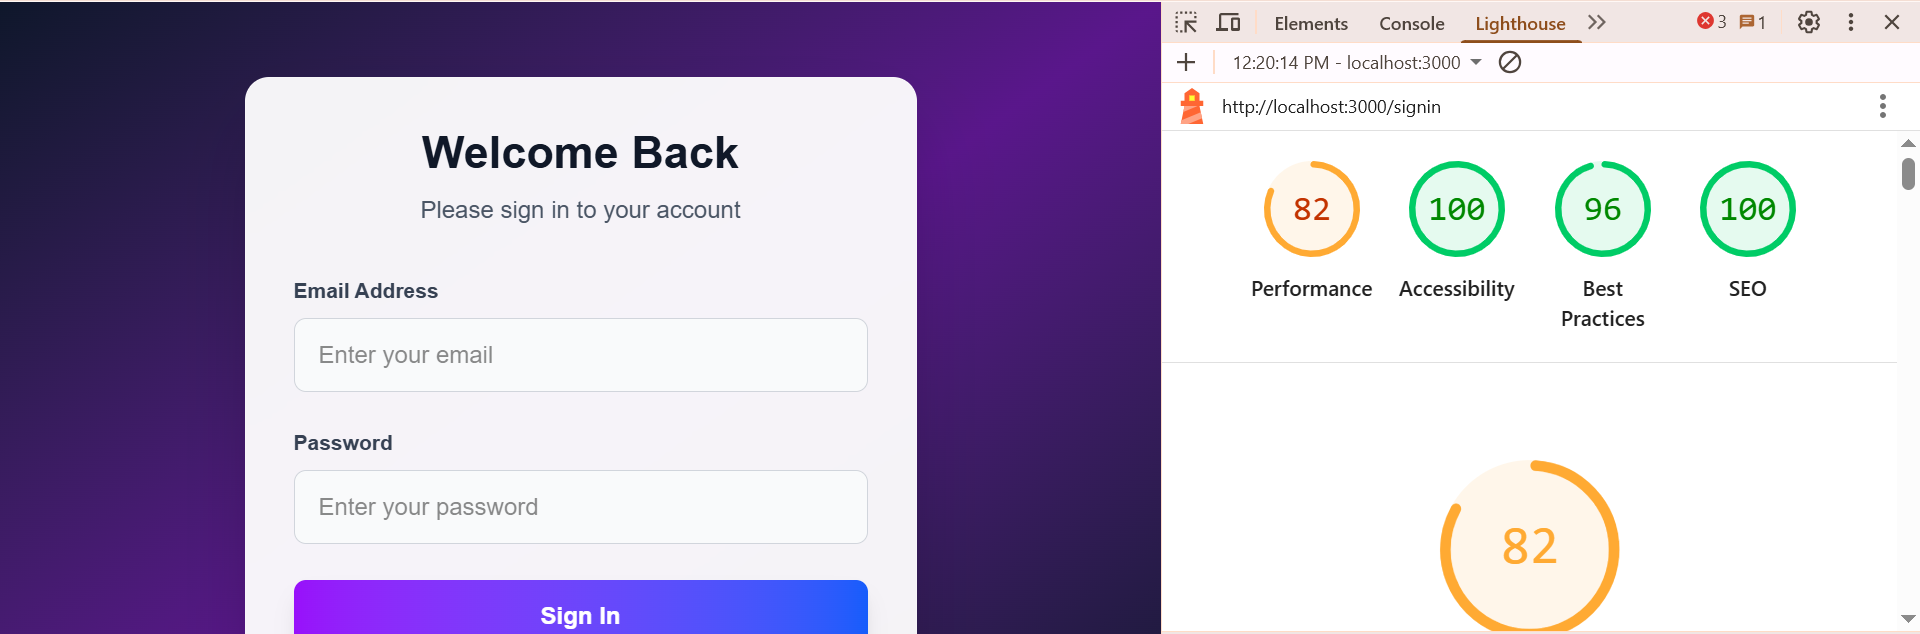 Welcome Back
Please sign in to your account
Email Address
Enter your email
Password
Enter your password
Sign In
Elements Console Lighthouse 3 1
12:20:14 PM - localhost:3000
http://localhost:3000/signin
82 100 96 100
Performance Accessibility Best Practices SEO
82